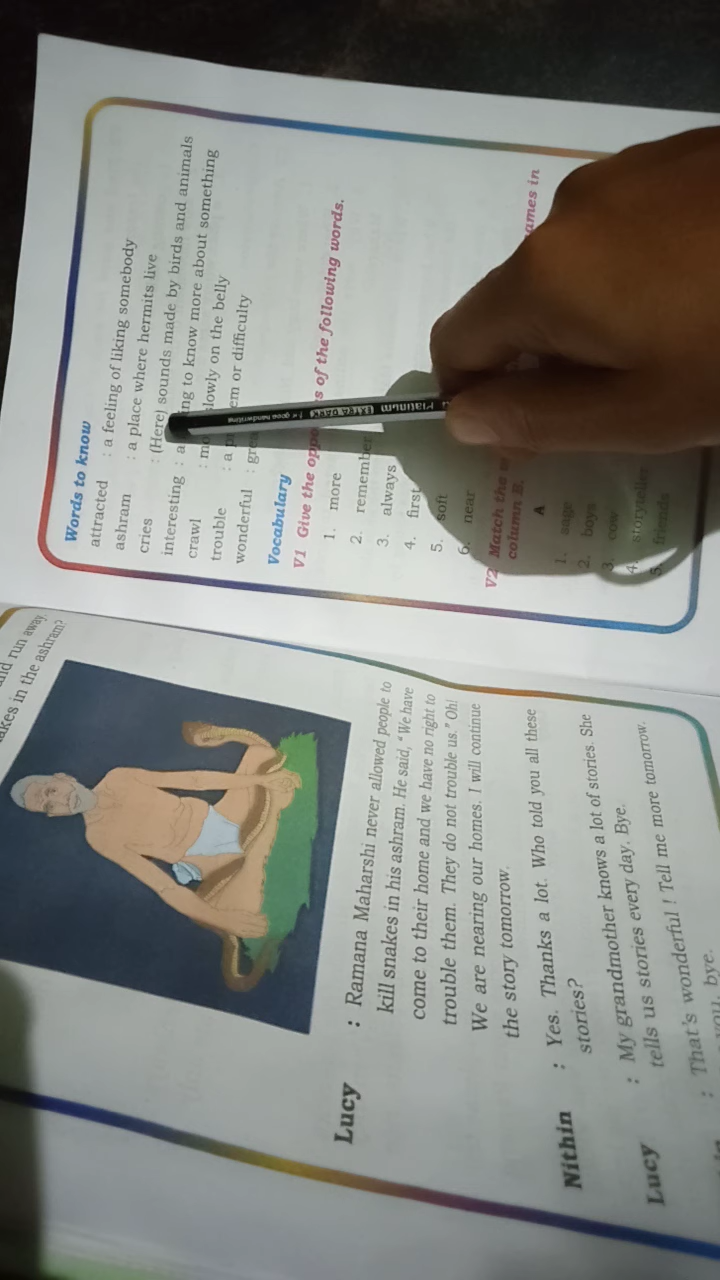 uld run away.
akes in the ashram?
Lucy : Ramana Maharshi never allowed people to
kill snakes in his ashram. He said, "We have
come to their home and we have no right to
trouble them. They do not trouble us." Oh!
We are nearing our homes. I will continue
the story tomorrow.
Nithin : Yes. Thanks a lot. Who told you all these
stories?
Lucy : My grandmother knows a lot of stories. She
tells us stories every day. Bye.
: That's wonderful ! Tell me more tomorrow.
you, bye.
Words to know
attracted : a feeling of liking somebody
ashram : a place where hermits live
cries : (Here) sounds made by birds and animals
interesting : ng to know more about something
crawl : lowly on the belly
trouble : a em or difficulty
wonderful :
Vocabulary
V1 Give the s of the following words.
1. more
2. remember
3. always
4. first
5. soft
6. near
V2 Match the ames in
column B.
A
1. sage
2. boys
3. cow
4. storyteller
5. friends
Platinum EXTRA DARK